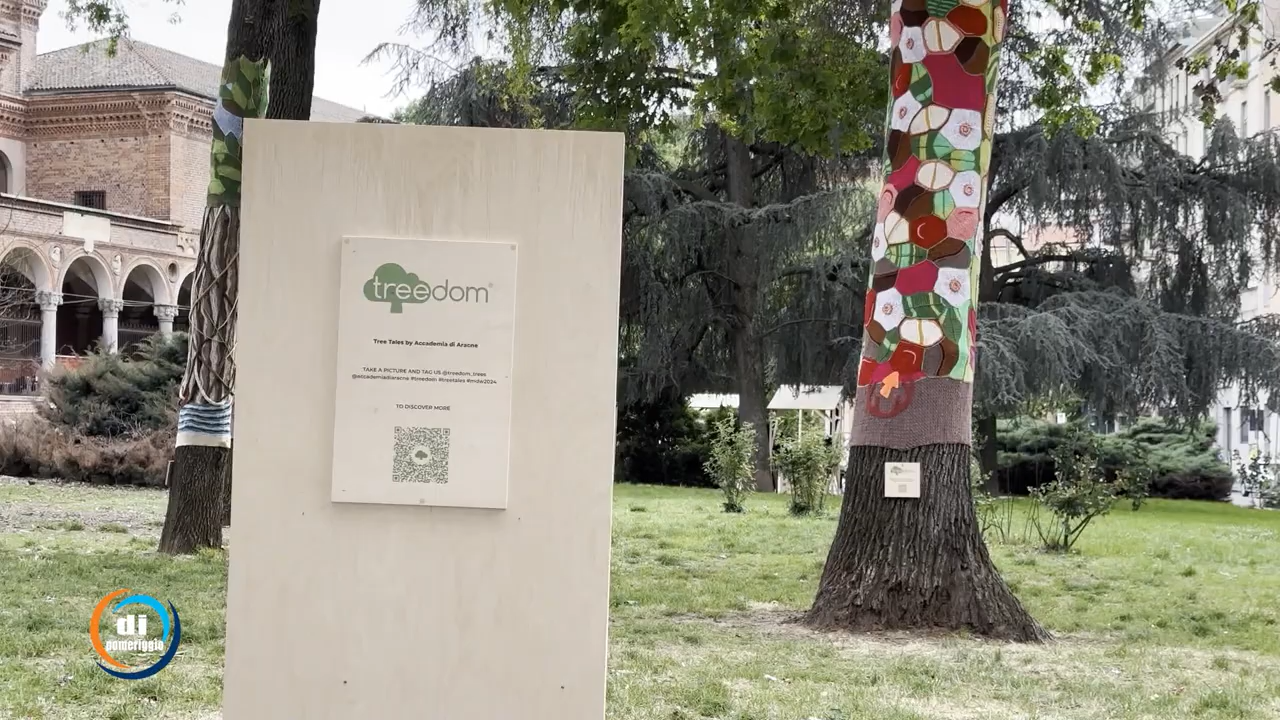 treedom®
Tree Tales by Accademia di Aracne
TAKE A PICTURE AND TAG US @treedom_trees
@accademiadiaracne #treedom #treetales #mdw2024
TO DISCOVER MORE
di
pomeriggio